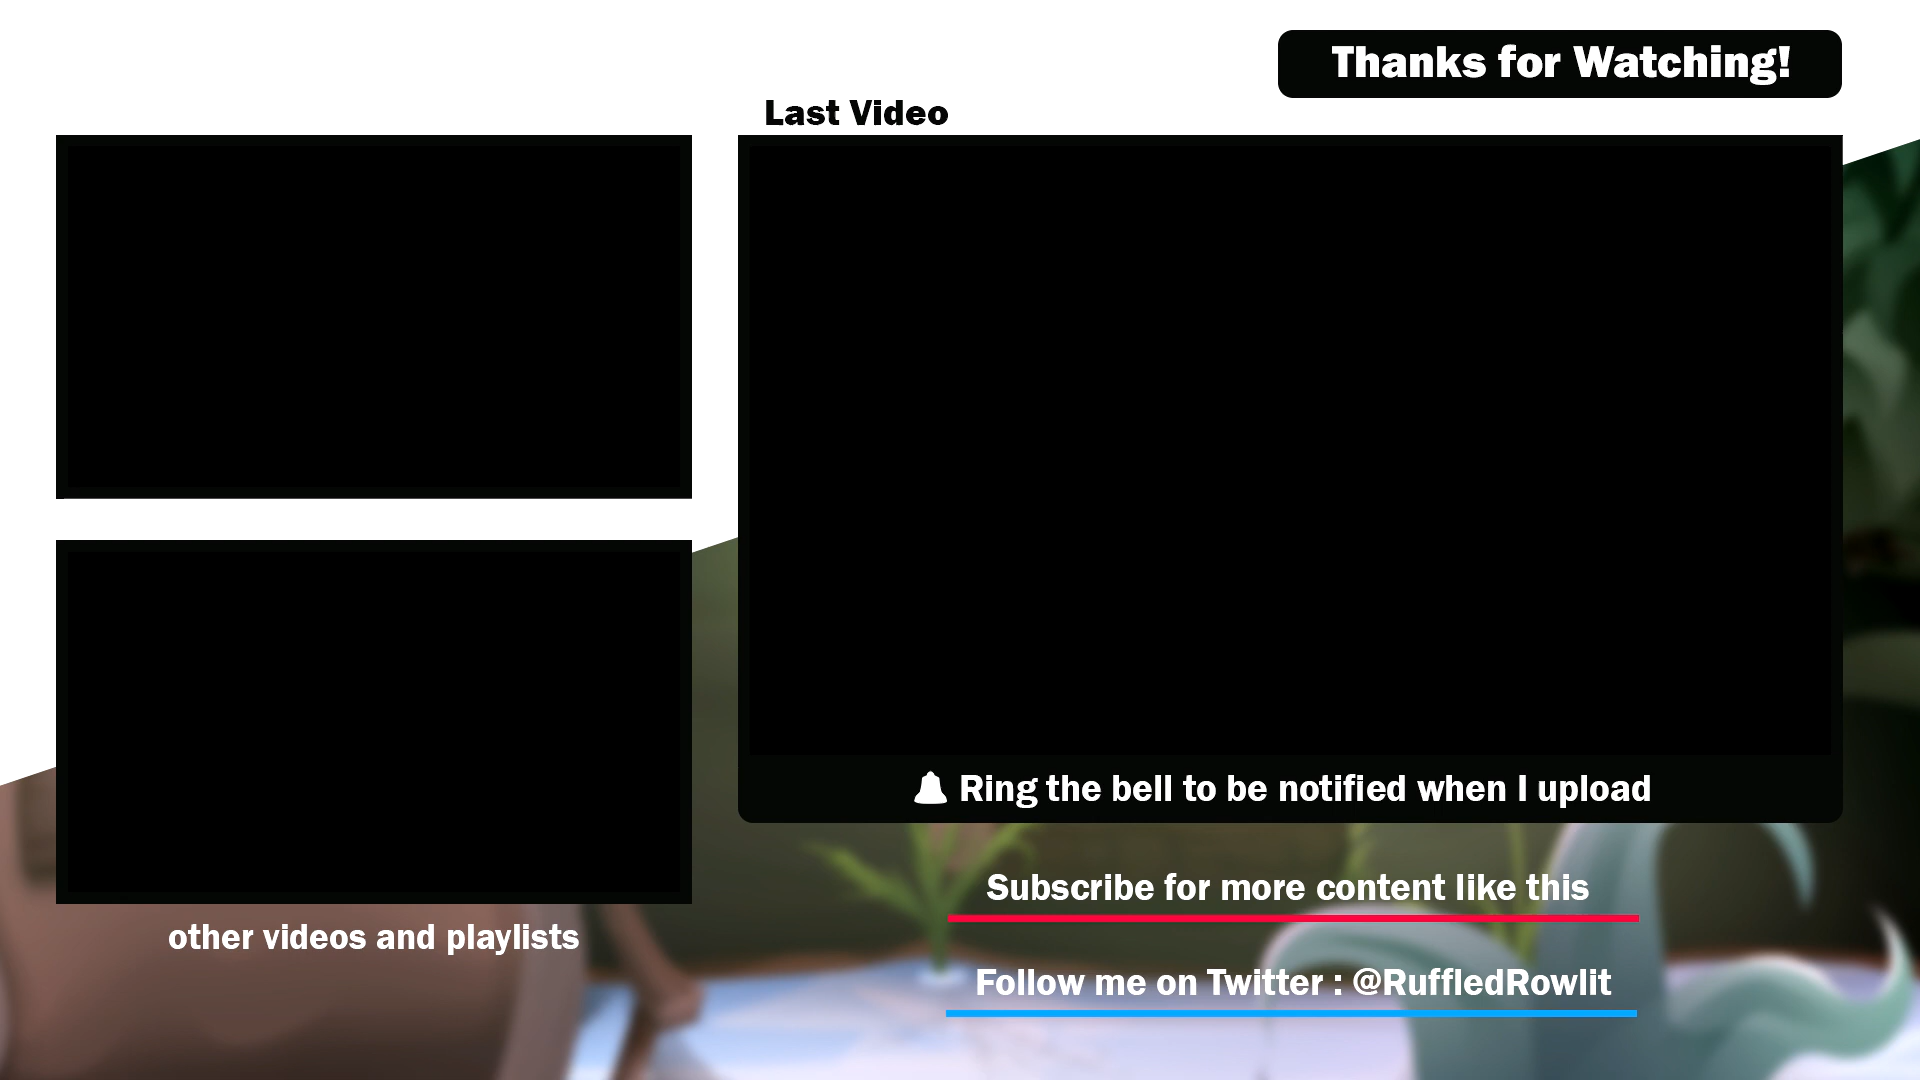 Thanks for Watching!
Last Video
Ring the bell to be notified when I upload
other videos and playlists
Subscribe for more content like this
Follow me on Twitter : @RuffledRowlit